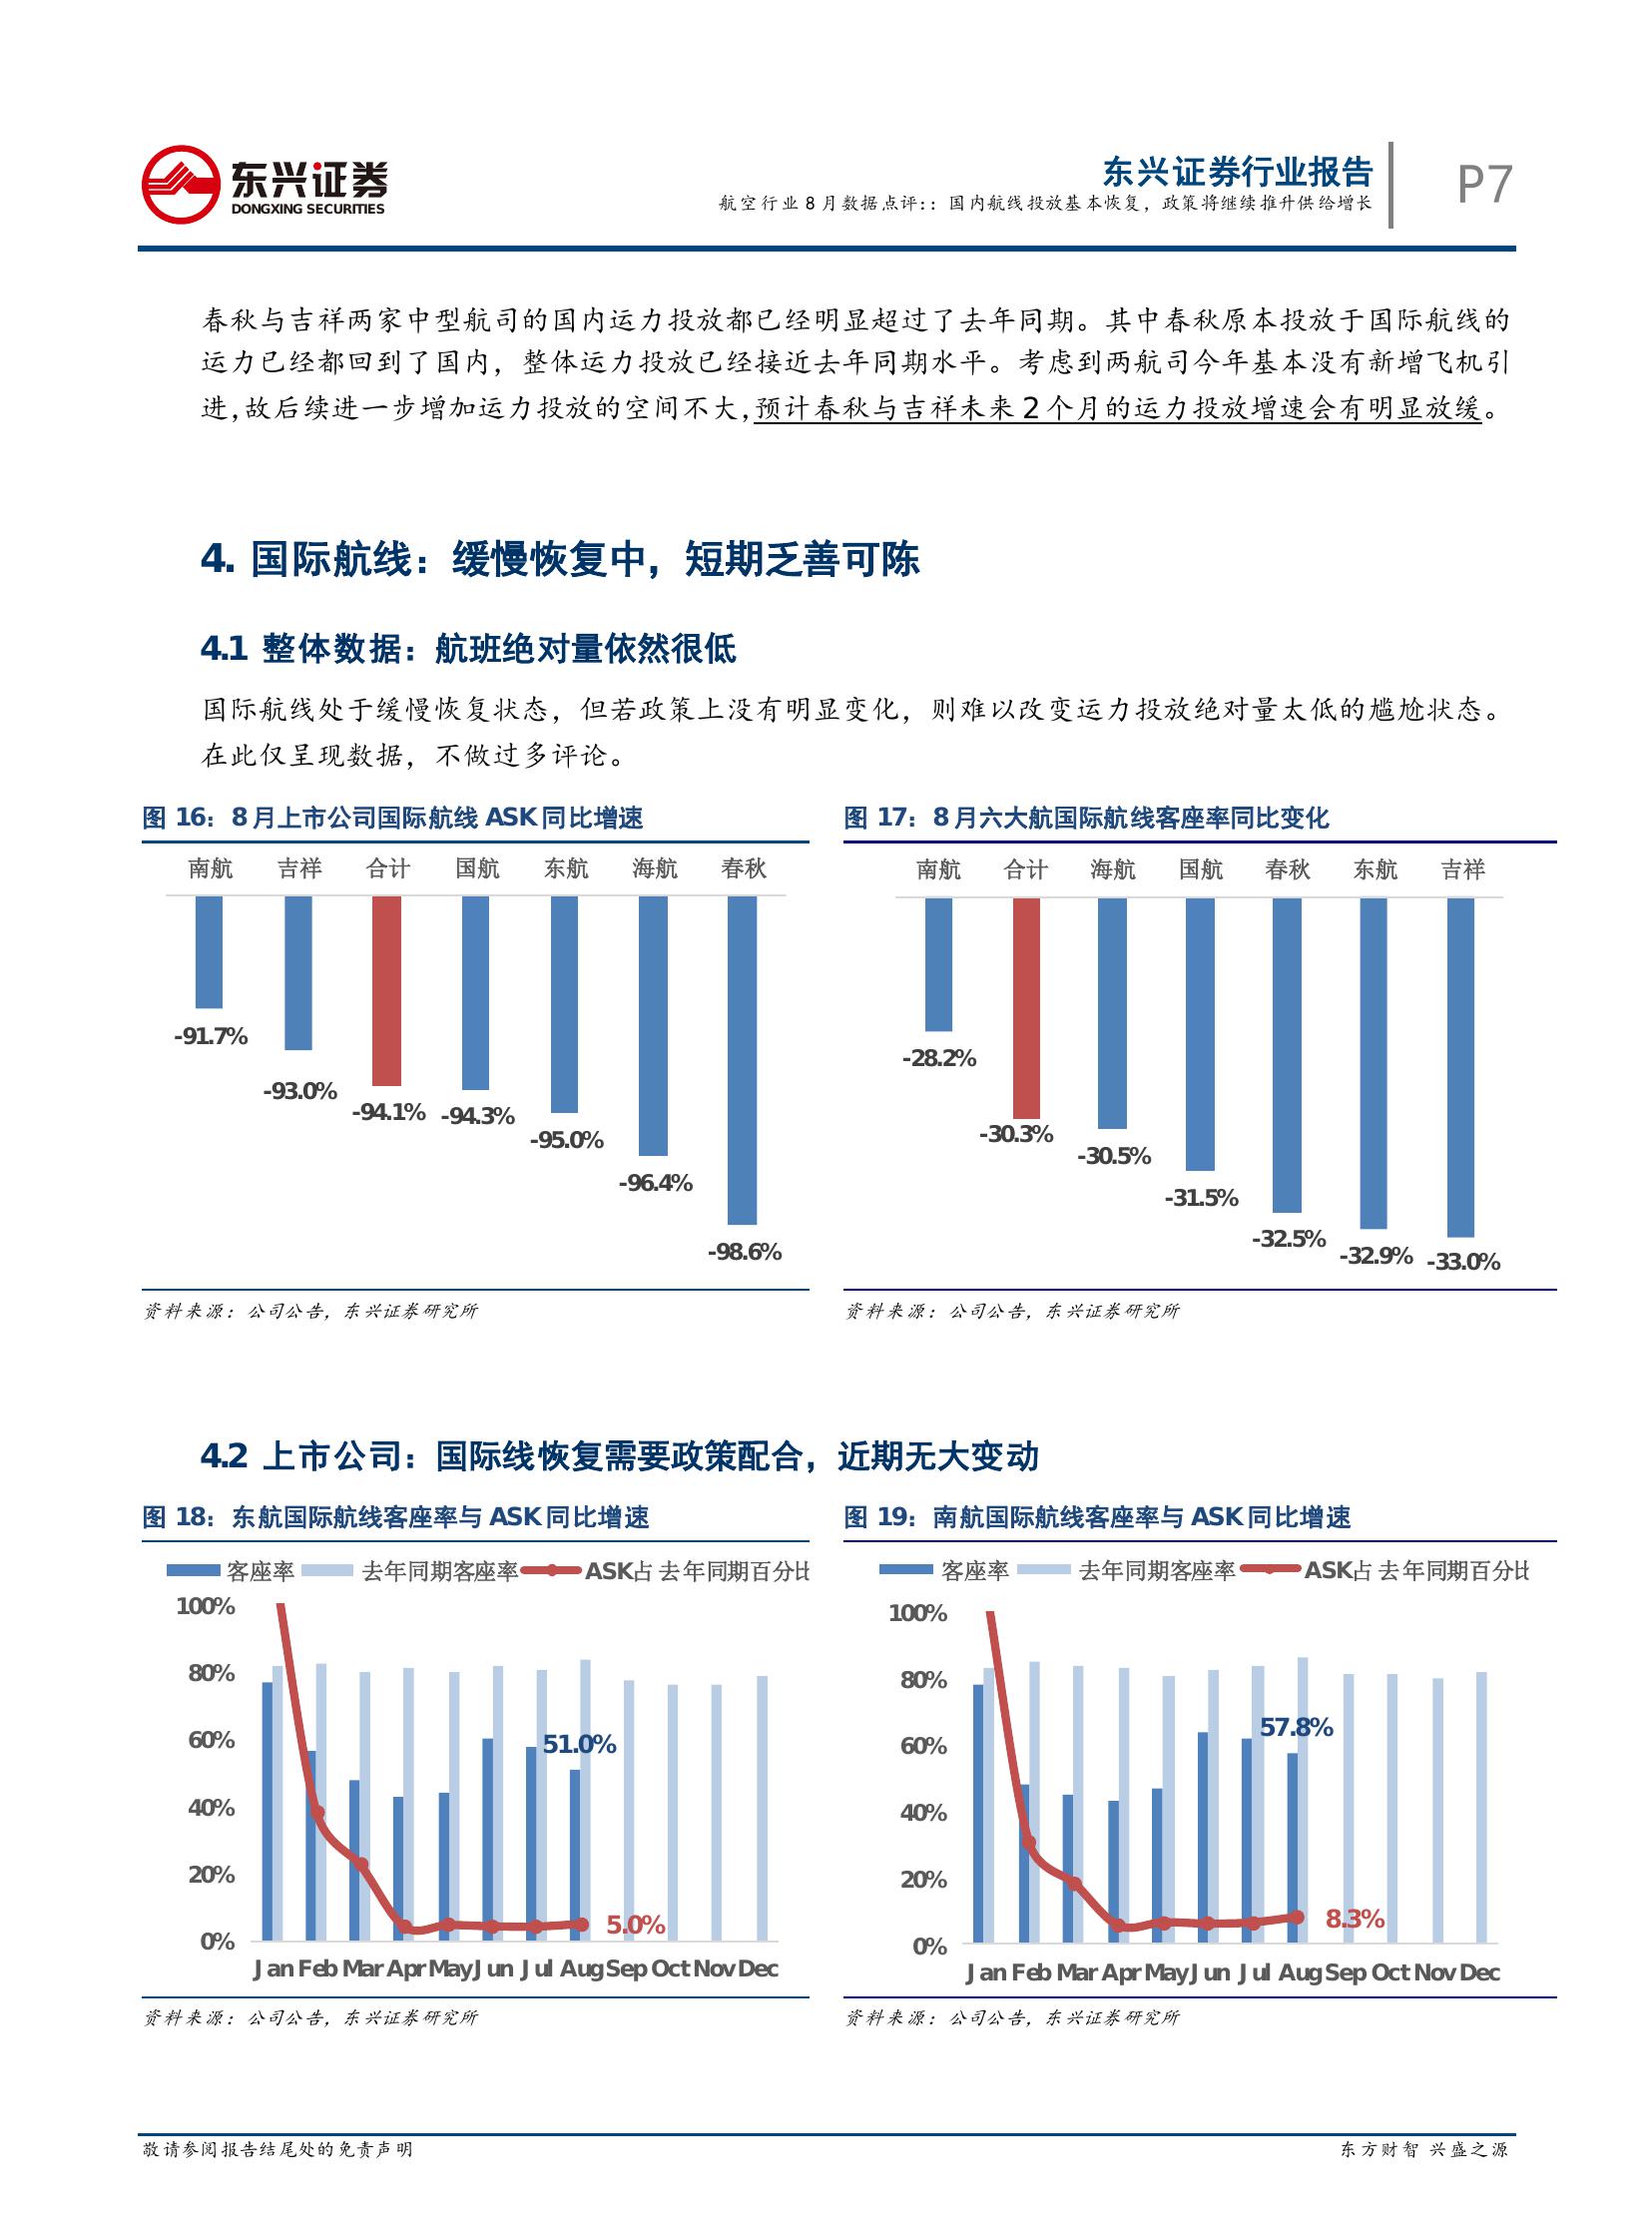 东兴证券
DONGXING SECURITIES
东兴证券行业报告
航空行业8月数据点评：：国内航线投放基本恢复，政策将继续推升供给增长
P7
春秋与吉祥两家中型航司的国内运力投放都已经明显超过了去年同期。其中春秋原本投放于国际航线的
运力已经都回到了国内，整体运力投放已经接近去年同期水平。考虑到两航司今年基本没有新增飞机引
进，故后续进一步增加运力投放的空间不大，预计春秋与吉祥未来2个月的运力投放增速会有明显放缓。
4. 国际航线：缓慢恢复中，短期乏善可陈
4.1 整体数据：航班绝对量依然很低
国际航线处于缓慢恢复状态，但若政策上没有明显变化，则难以改变运力投放绝对量太低的尴尬状态。
在此仅呈现数据，不做过多评论。
图 16：8月上市公司国际航线 ASK 同比增速
南航 吉祥 合计 国航 东航 海航 春秋
-91.7%
-93.0%
-94.1%
-94.3%
-95.0%
-96.4%
-98.6%
资料来源：公司公告，东兴证券研究所
图 17：8月六大航国际航线客座率同比变化
南航 合计 海航 国航 春秋 东航 吉祥
-28.2%
-30.3%
-30.5%
-31.5%
-32.5%
-32.9%
-33.0%
资料来源：公司公告，东兴证券研究所
4.2 上市公司：国际线恢复需要政策配合，近期无大变动
图 18：东航国际航线客座率与 ASK 同比增速
客座率 去年同期客座率 ASK占去年同期百分比
100%
80%
60%
40%
20%
0%
51.0%
5.0%
Jan Feb Mar Apr May Jun Jul Aug Sep Oct Nov Dec
资料来源：公司公告，东兴证券研究所
图 19：南航国际航线客座率与 ASK 同比增速
客座率 去年同期客座率 ASK占去年同期百分比
100%
80%
60%
40%
20%
0%
57.8%
8.3%
Jan Feb Mar Apr May Jun Jul Aug Sep Oct Nov Dec
资料来源：公司公告，东兴证券研究所
敬请参阅报告结尾处的免责声明
东方财智 兴盛之源